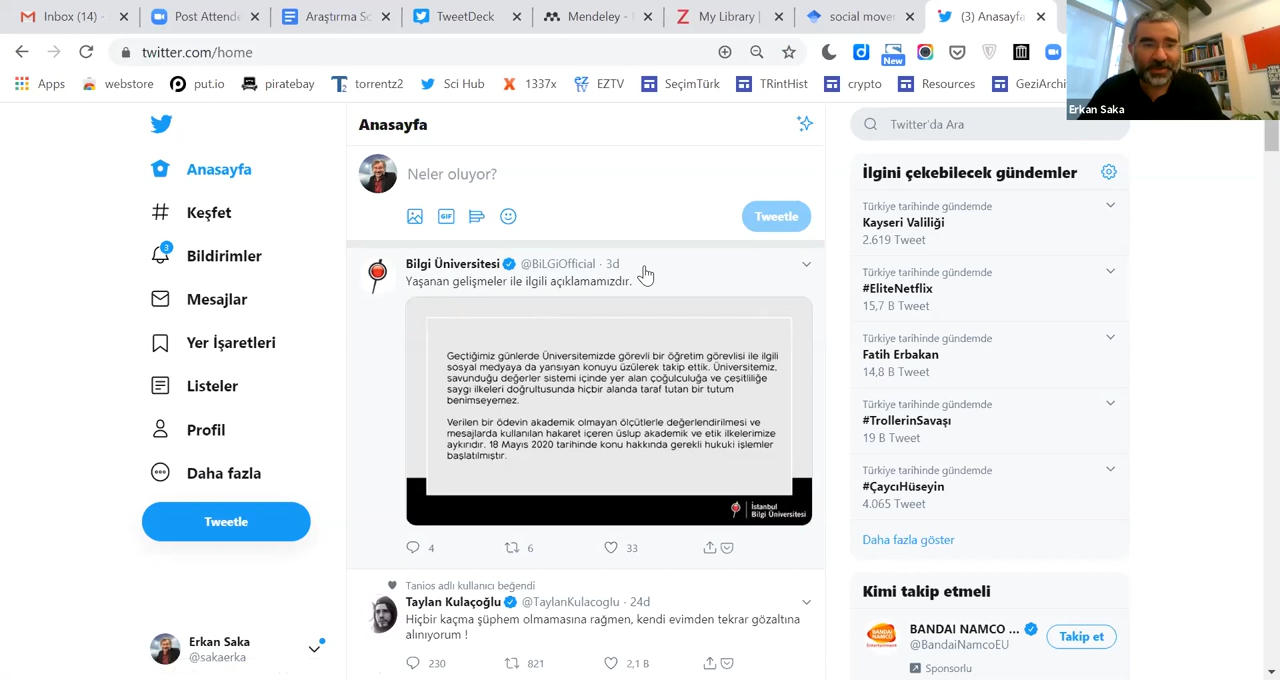 Inbox (14) -
Post Attende
Araştırma So
TweetDeck
Mendeley -
My Library |
social mover
(3) Anasayfa
twitter.com/home
New
Apps
webstore
put.io
piratebay
torrentz2
Sci Hub
1337x
EZTV
SeçimTürk
TRintHist
crypto
Resources
GeziArchi
Erkan Saka
Anasayfa
Keşfet
3
Bildirimler
Mesajlar
Yer İşaretleri
Listeler
Profil
Daha fazla
Tweetle
Erkan Saka
@sakaerka
Anasayfa
Neler oluyor?
GIF
Tweetle
Bilgi Üniversitesi @BiLGiOfficial · 3d
Yaşanan gelişmeler ile ilgili açıklamamızdır.
Geçtiğimiz günlerde Üniversitemizde görevli bir öğretim görevlisi ile ilgili
sosyal medyaya da yansıyan konuyu üzülerek takip ettik. Üniversitemiz,
savunduğu değerler sistemi içinde yer alan çoğulculuğa ve çeşitliliğe
saygı ilkeleri doğrultusunda hiçbir alanda taraf tutan bir tutum
benimseyemez.
Verilen bir ödevin akademik olmayan ölçütlerle değerlendirilmesi ve
mesajlarda kullanılan hakaret içeren üslup akademik ve etik ilkelerimize
aykırıdır. 18 Mayıs 2020 tarihinde konu hakkında gerekli hukuki işlemler
başlatılmıştır.
İstanbul
Bilgi Üniversitesi
4 6 33
Tanios adlı kullanıcı beğendi
Taylan Kulaçoğlu @TaylanKulacoglu · 24d
Hiçbir kaçma şüphem olmamasına rağmen, kendi evimden tekrar gözaltına
alınıyorum !
230 821 2,1 B
Twitter'da Ara
İlgini çekebilecek gündemler
Türkiye tarihinde gündemde
Kayseri Valiliği
2.619 Tweet
Türkiye tarihinde gündemde
#EliteNetflix
15,7 B Tweet
Türkiye tarihinde gündemde
Fatih Erbakan
14,8 B Tweet
Türkiye tarihinde gündemde
#TrollerinSavaşı
19 B Tweet
Türkiye tarihinde gündemde
#ÇaycıHüseyin
4.065 Tweet
Daha fazla göster
Kimi takip etmeli
BANDAI NAMCO ...
@BandaiNamcoEU
Takip et
Sponsorlu